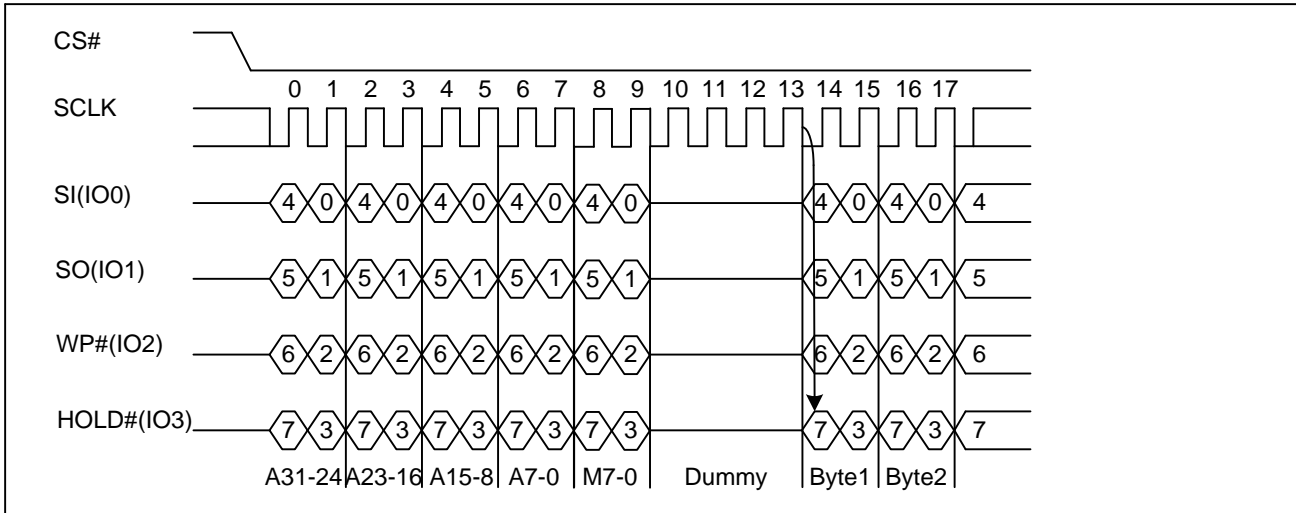 CS#
0 1 2 3 4 5 6 7 8 9 10 11 12 13 14 15 16 17
SCLK
SI(IO0) 4 0 4 0 4 0 4 0 4 0 4 0 4 0 4
SO(IO1) 5 1 5 1 5 1 5 1 5 1 5 1 5 1 5
WP#(IO2) 6 2 6 2 6 2 6 2 6 2 6 2 6 2 6
HOLD#(IO3) 7 3 7 3 7 3 7 3 7 3 7 3 7 3 7
A31-24 A23-16 A15-8 A7-0 M7-0 Dummy Byte1 Byte2